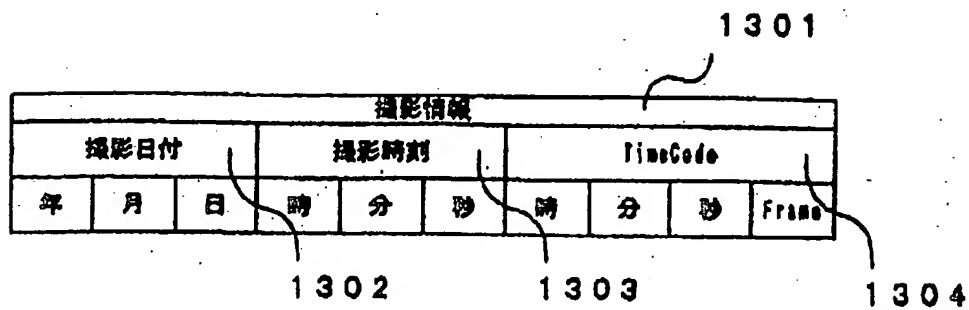 1301
撮影情報
撮影日付 撮影時刻 TimeCode
年 月 日 時 分 秒 時 分 秒 Frame
1302 1303 1304